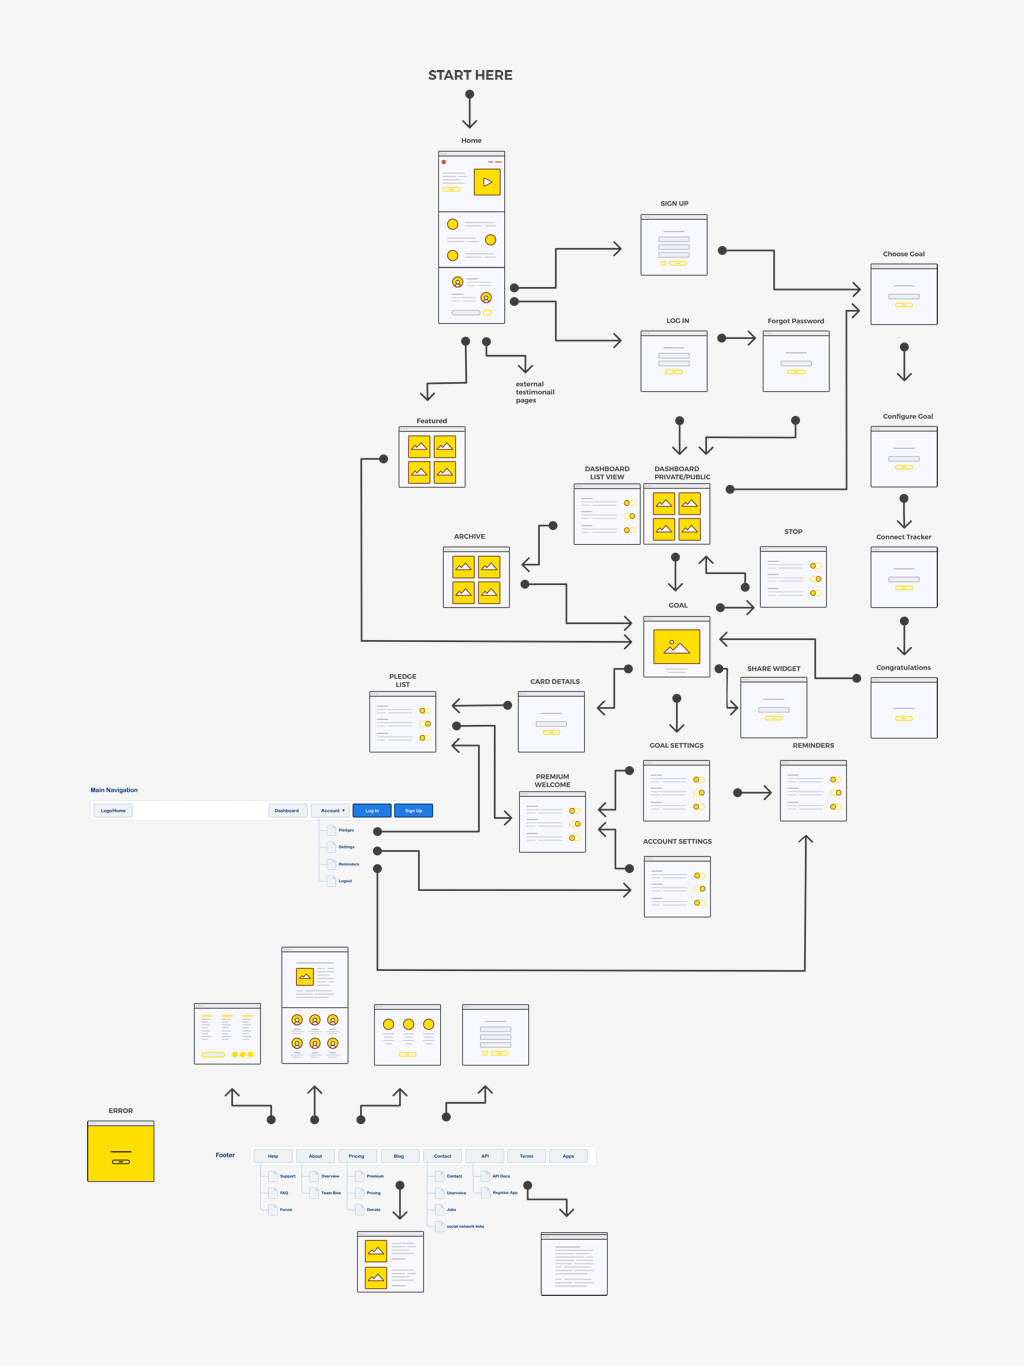 START HERE
Home
SIGN UP
Choose Goal
LOG IN
Forgot Password
external
testimonail
pages
Featured
Configure Goal
DASHBOARD
LIST VIEW
DASHBOARD
PRIVATE/PUBLIC
ARCHIVE
STOP
Connect Tracker
GOAL
PLEDGE
LIST
CARD DETAILS
SHARE WIDGET
Congratulations
GOAL SETTINGS
REMINDERS
PREMIUM
WELCOME
Main Navigation
Logo/Home
Dashboard
Account
Log In
Sign Up
Pledges
Settings
Reminders
Logout
ACCOUNT SETTINGS
ERROR
Footer
Help
About
Pricing
Blog
Contact
API
Terms
Apps
Support
Overview
Premium
Contact
API Docs
FAQ
Team Bios
Pricing
Uservoice
Register App
Forum
Donate
Jobs
social network links